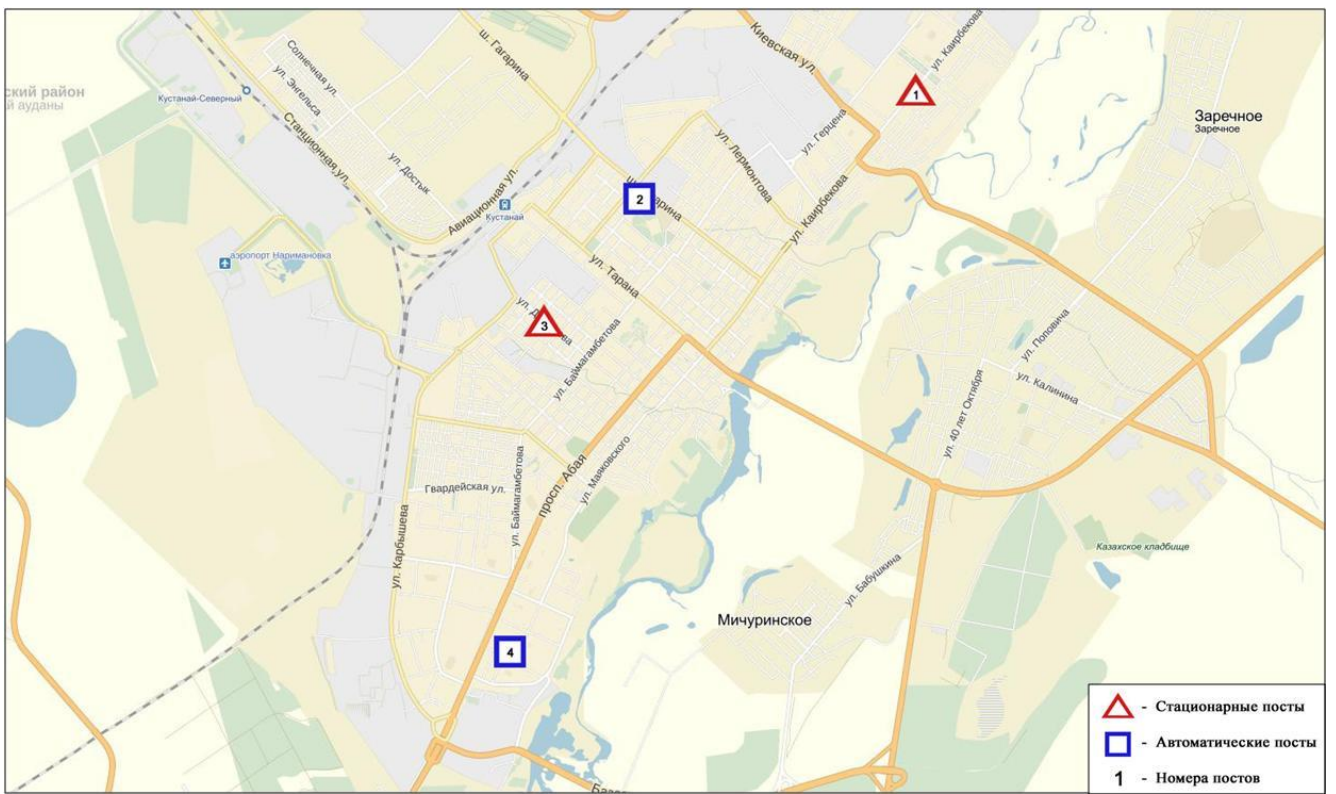 ский район
й ауданы
Кустанай-Северный
Солнечная ул.
ул. Энгельса
Станционная ул.
ул. Достык
ш. Гагарина
Киевская ул.
ул. Каирбекова
1
Заречное
Заречное
ул. Герцена
ул. Лермонтова
Авиационная ул.
Кустанай
2
ул. Каирбекова
аэропорт Наримановка
ул. Тарана
3
ул. Баймагамбетова
ул. Поповича
ул. Калинина
ул. 40 лет Октября
просп. Абая
ул. Маяковского
Гвардейская ул.
ул. Баймагамбетова
ул. Карбышева
Казахское кладбище
ул. Бабушкина
Мичуринское
4
- Стационарные посты
- Автоматические посты
1 - Номера постов